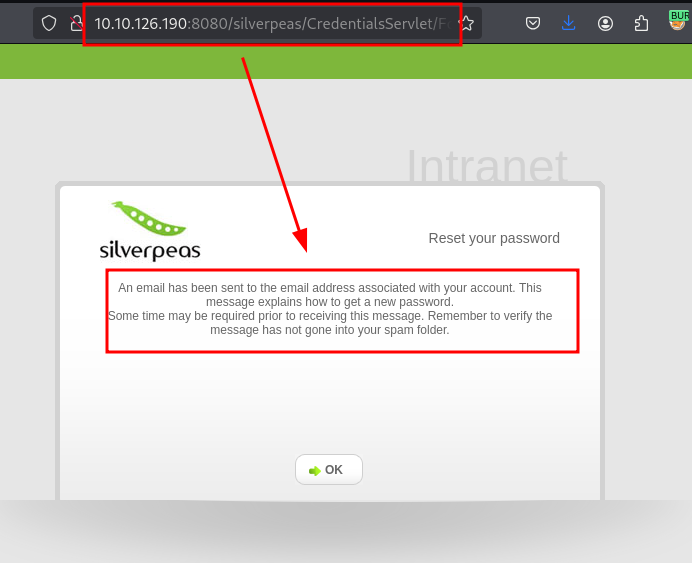 10.10.126.190:8080/silverpeas/CredentialsServlet/
BUR
Intranet
silverpeas
Reset your password
An email has been sent to the email address associated with your account. This
message explains how to get a new password.
Some time may be required prior to receiving this message. Remember to verify the
message has not gone into your spam folder.
OK